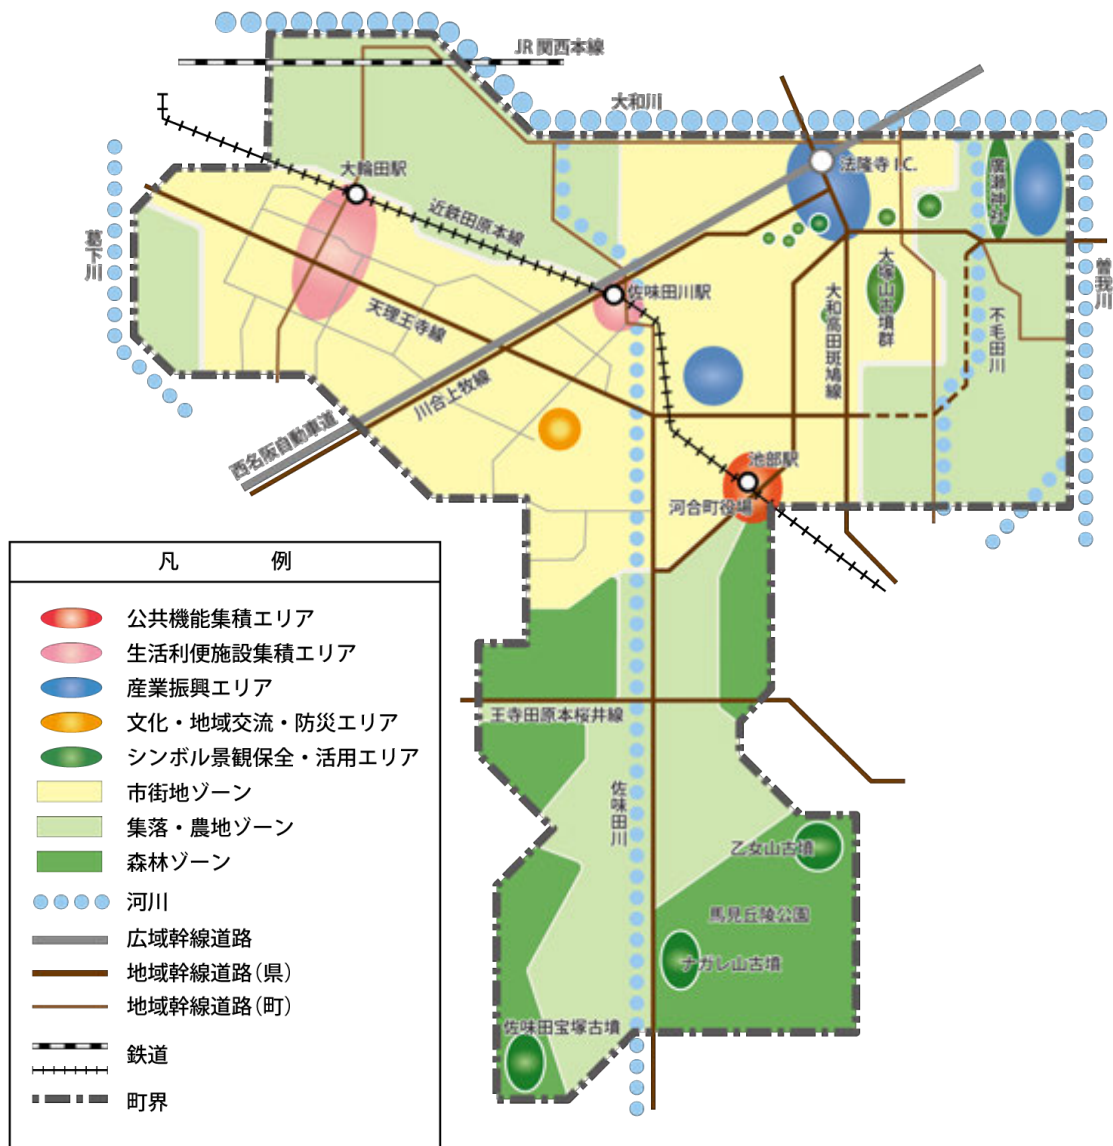 JR関西本線
大和川
大輪田駅
法隆寺I.C.
廣瀬神社
近鉄田原本線
葛下川
曽我川
佐味田川駅
大塚山古墳群
大和高田斑鳩線
不毛田川
天理王寺線
川合上牧線
西名阪自動車道
池部駅
河合町役場
凡 例
公共機能集積エリア
生活利便施設集積エリア
産業振興エリア
文化・地域交流・防災エリア
シンボル景観保全・活用エリア
市街地ゾーン
集落・農地ゾーン
森林ゾーン
河川
広域幹線道路
地域幹線道路(県)
地域幹線道路(町)
鉄道
町界
王寺田原本桜井線
佐味田川
乙女山古墳
馬見丘陵公園
ナガレ山古墳
佐味田宝塚古墳